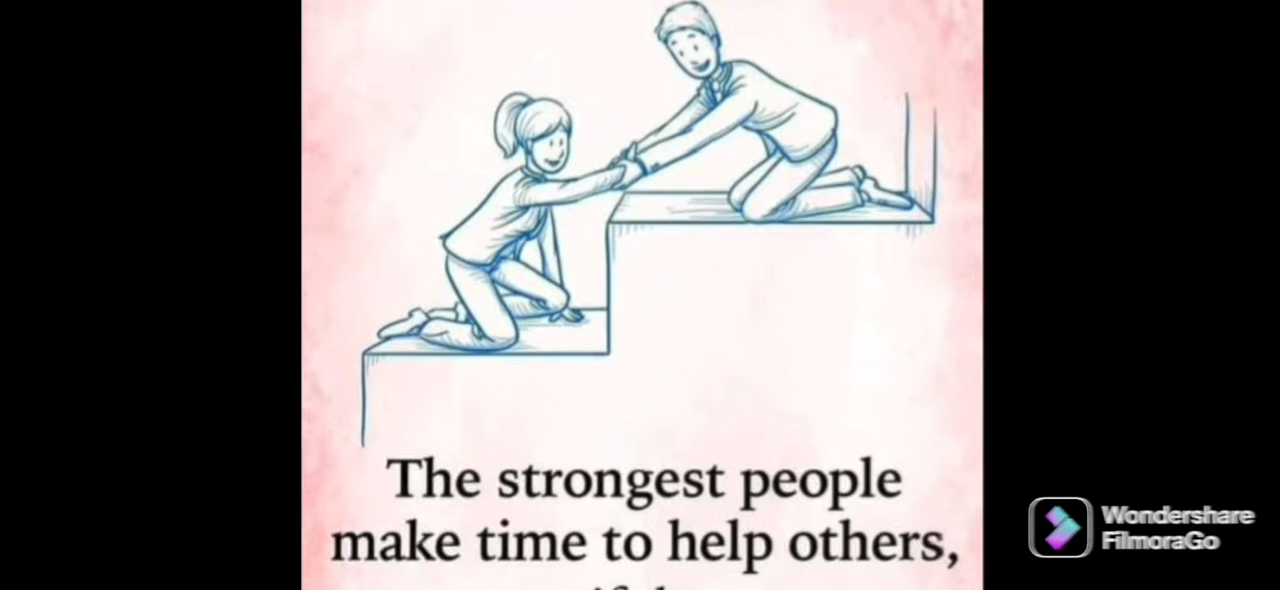 The strongest people
make time to help others,
Wondershare
FilmoraGo